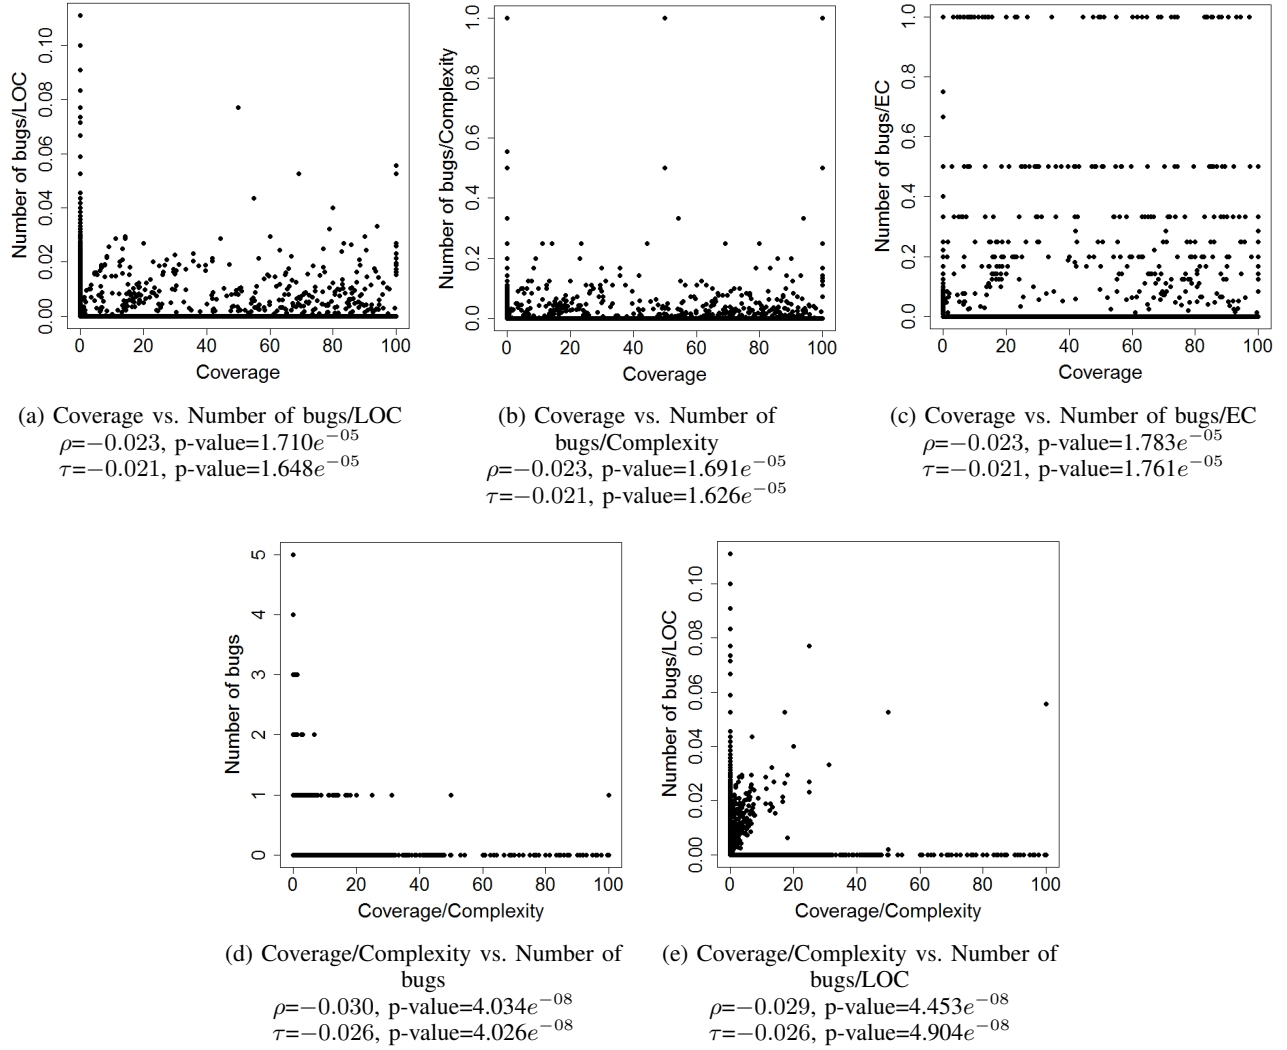 0.00 0.02 0.04 0.06 0.08 0.10
Number of bugs/LOC
0 20 40 60 80 100
Coverage
(a) Coverage vs. Number of bugs/LOC
ρ=−0.023, p-value=1.710e−05
τ=−0.021, p-value=1.648e−05
0.0 0.2 0.4 0.6 0.8 1.0
Number of bugs/Complexity
0 20 40 60 80 100
Coverage
(b) Coverage vs. Number of
bugs/Complexity
ρ=−0.023, p-value=1.691e−05
τ=−0.021, p-value=1.626e−05
0.0 0.2 0.4 0.6 0.8 1.0
Number of bugs/EC
0 20 40 60 80 100
Coverage
(c) Coverage vs. Number of bugs/EC
ρ=−0.023, p-value=1.783e−05
τ=−0.021, p-value=1.761e−05
0 1 2 3 4 5
Number of bugs
0 20 40 60 80 100
Coverage/Complexity
(d) Coverage/Complexity vs. Number of
bugs
ρ=−0.030, p-value=4.034e−08
τ=−0.026, p-value=4.026e−08
0.00 0.02 0.04 0.06 0.08 0.10
Number of bugs/LOC
0 20 40 60 80 100
Coverage/Complexity
(e) Coverage/Complexity vs. Number of
bugs/LOC
ρ=−0.029, p-value=4.453e−08
τ=−0.026, p-value=4.904e−08